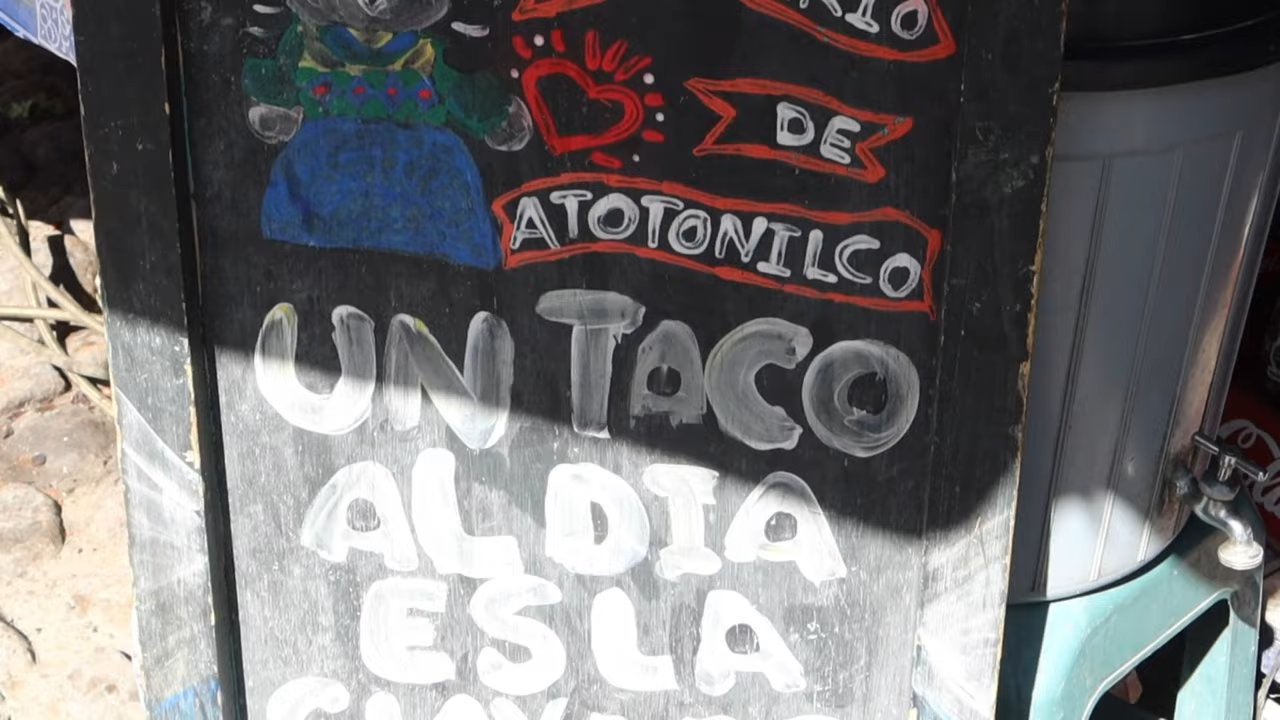 DE
ATOTONILCO
UN TACO
AL DIA
ES LA